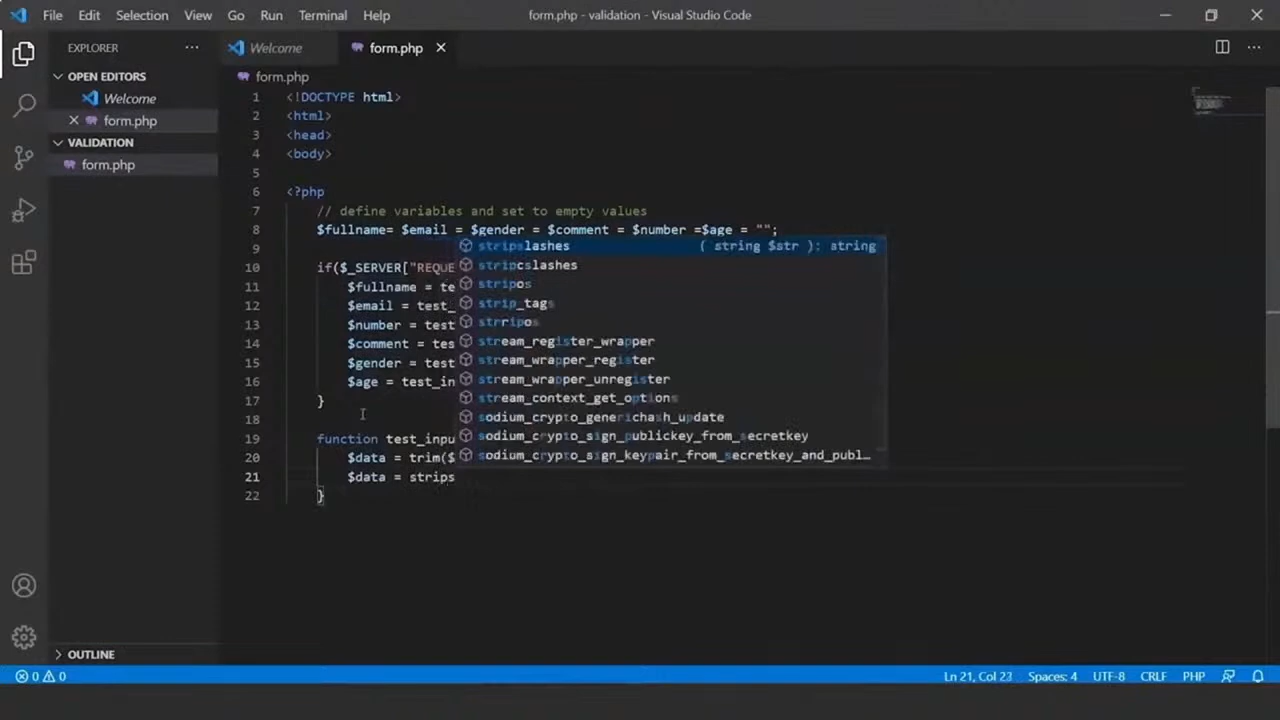 File Edit Selection View Go Run Terminal Help form.php - validation - Visual Studio Code
EXPLORER
Welcome form.php
OPEN EDITORS
Welcome
form.php
VALIDATION
form.php
OUTLINE
form.php
1 <!DOCTYPE html>
2 <html>
3 <head>
4 <body>
5
6 <?php
7 // define variables and set to empty values
8 $fullname= $email = $gender = $comment = $number =$age = "";
9
10 if($_SERVER["REQUE
11 $fullname = te
12 $email = test_
13 $number = test
14 $comment = tes
15 $gender = test
16 $age = test_in
17 }
18
19 function test_inpu
20 $data = trim($
21 $data = strips
22 }
stripslashes ( string $str ): string
stripcslashes
stripos
strip_tags
strripos
stream_register_wrapper
stream_wrapper_register
stream_wrapper_unregister
stream_context_get_options
sodium_crypto_generichash_update
sodium_crypto_sign_publickey_from_secretkey
sodium_crypto_sign_keypair_from_secretkey_and_publ…
0 0 Ln 21, Col 23 Spaces: 4 UTF-8 CRLF PHP